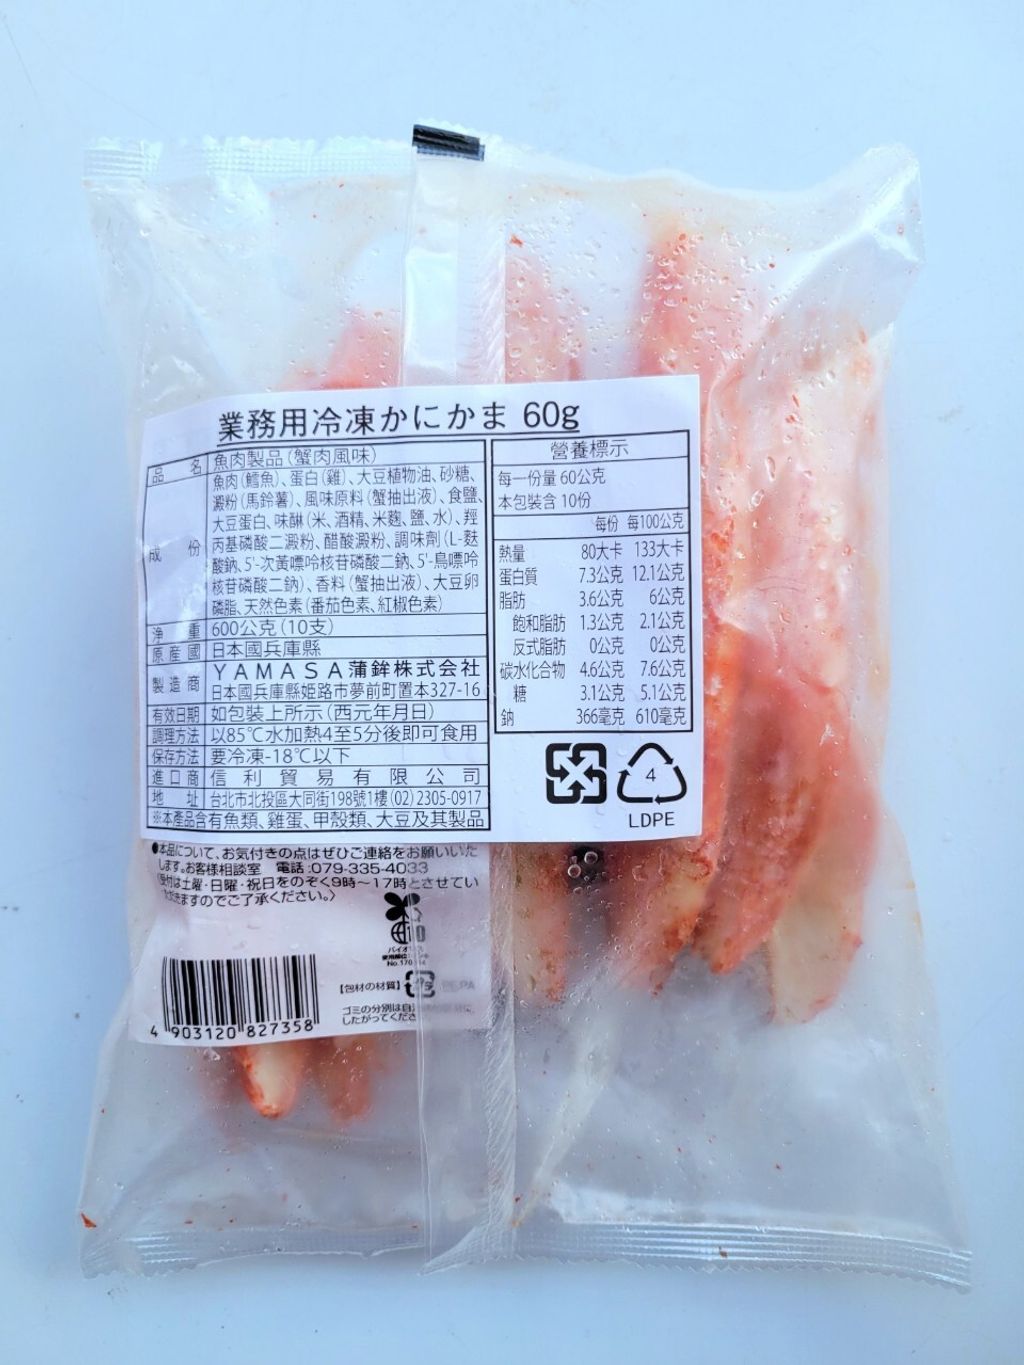 業務用冷凍かにかま 60g
品名 魚肉製品(蟹肉風味)
成份 魚肉(鱈魚)、蛋白(雞)、大豆植物油、砂糖、
澱粉(馬鈴薯)、風味原料(蟹抽出液)、食鹽、
大豆蛋白、味醂(米、酒精、米麴、鹽、水)、羥
丙基磷酸二澱粉、醋酸澱粉、調味劑(L-麩
酸鈉、5'-次黃嘌呤核苷磷酸二鈉、5'-鳥嘌呤
核苷磷酸二鈉)、香料(蟹抽出液)、大豆卵
磷脂、天然色素(番茄色素、紅椒色素)
淨重 600公克(10支)
原產國 日本國兵庫縣
製造商 YAMASA蒲鉾株式会社
日本國兵庫縣姫路市夢前町置本327-16
有效日期 如包裝上所示(西元年月日)
調理方法 以85℃水加熱4至5分後即可食用
保存方法 要冷凍-18℃以下
進口商 信利貿易有限公司
地址 台北市北投區大同街198號1樓(02)2305-0917
※本產品含有魚類、雞蛋、甲殼類、大豆及其製品
營養標示
每一份量 60公克
本包裝含 10份
每份 每100公克
熱量 80大卡 133大卡
蛋白質 7.3公克 12.1公克
脂肪 3.6公克 6公克
飽和脂肪 1.3公克 2.1公克
反式脂肪 0公克 0公克
碳水化合物 4.6公克 7.6公克
糖 3.1公克 5.1公克
鈉 366毫克 610毫克
4
LDPE
●本品について、お気付きの点はぜひご連絡をお願いいた
します。お客様相談室 電話:079-335-4033
(受付は土曜・日曜・祝日をのぞく9時〜17時とさせてい
ただきますのでご了承ください。)
【包材の材質】
ゴミの分別は自
したがってくださ
4 903120 827358